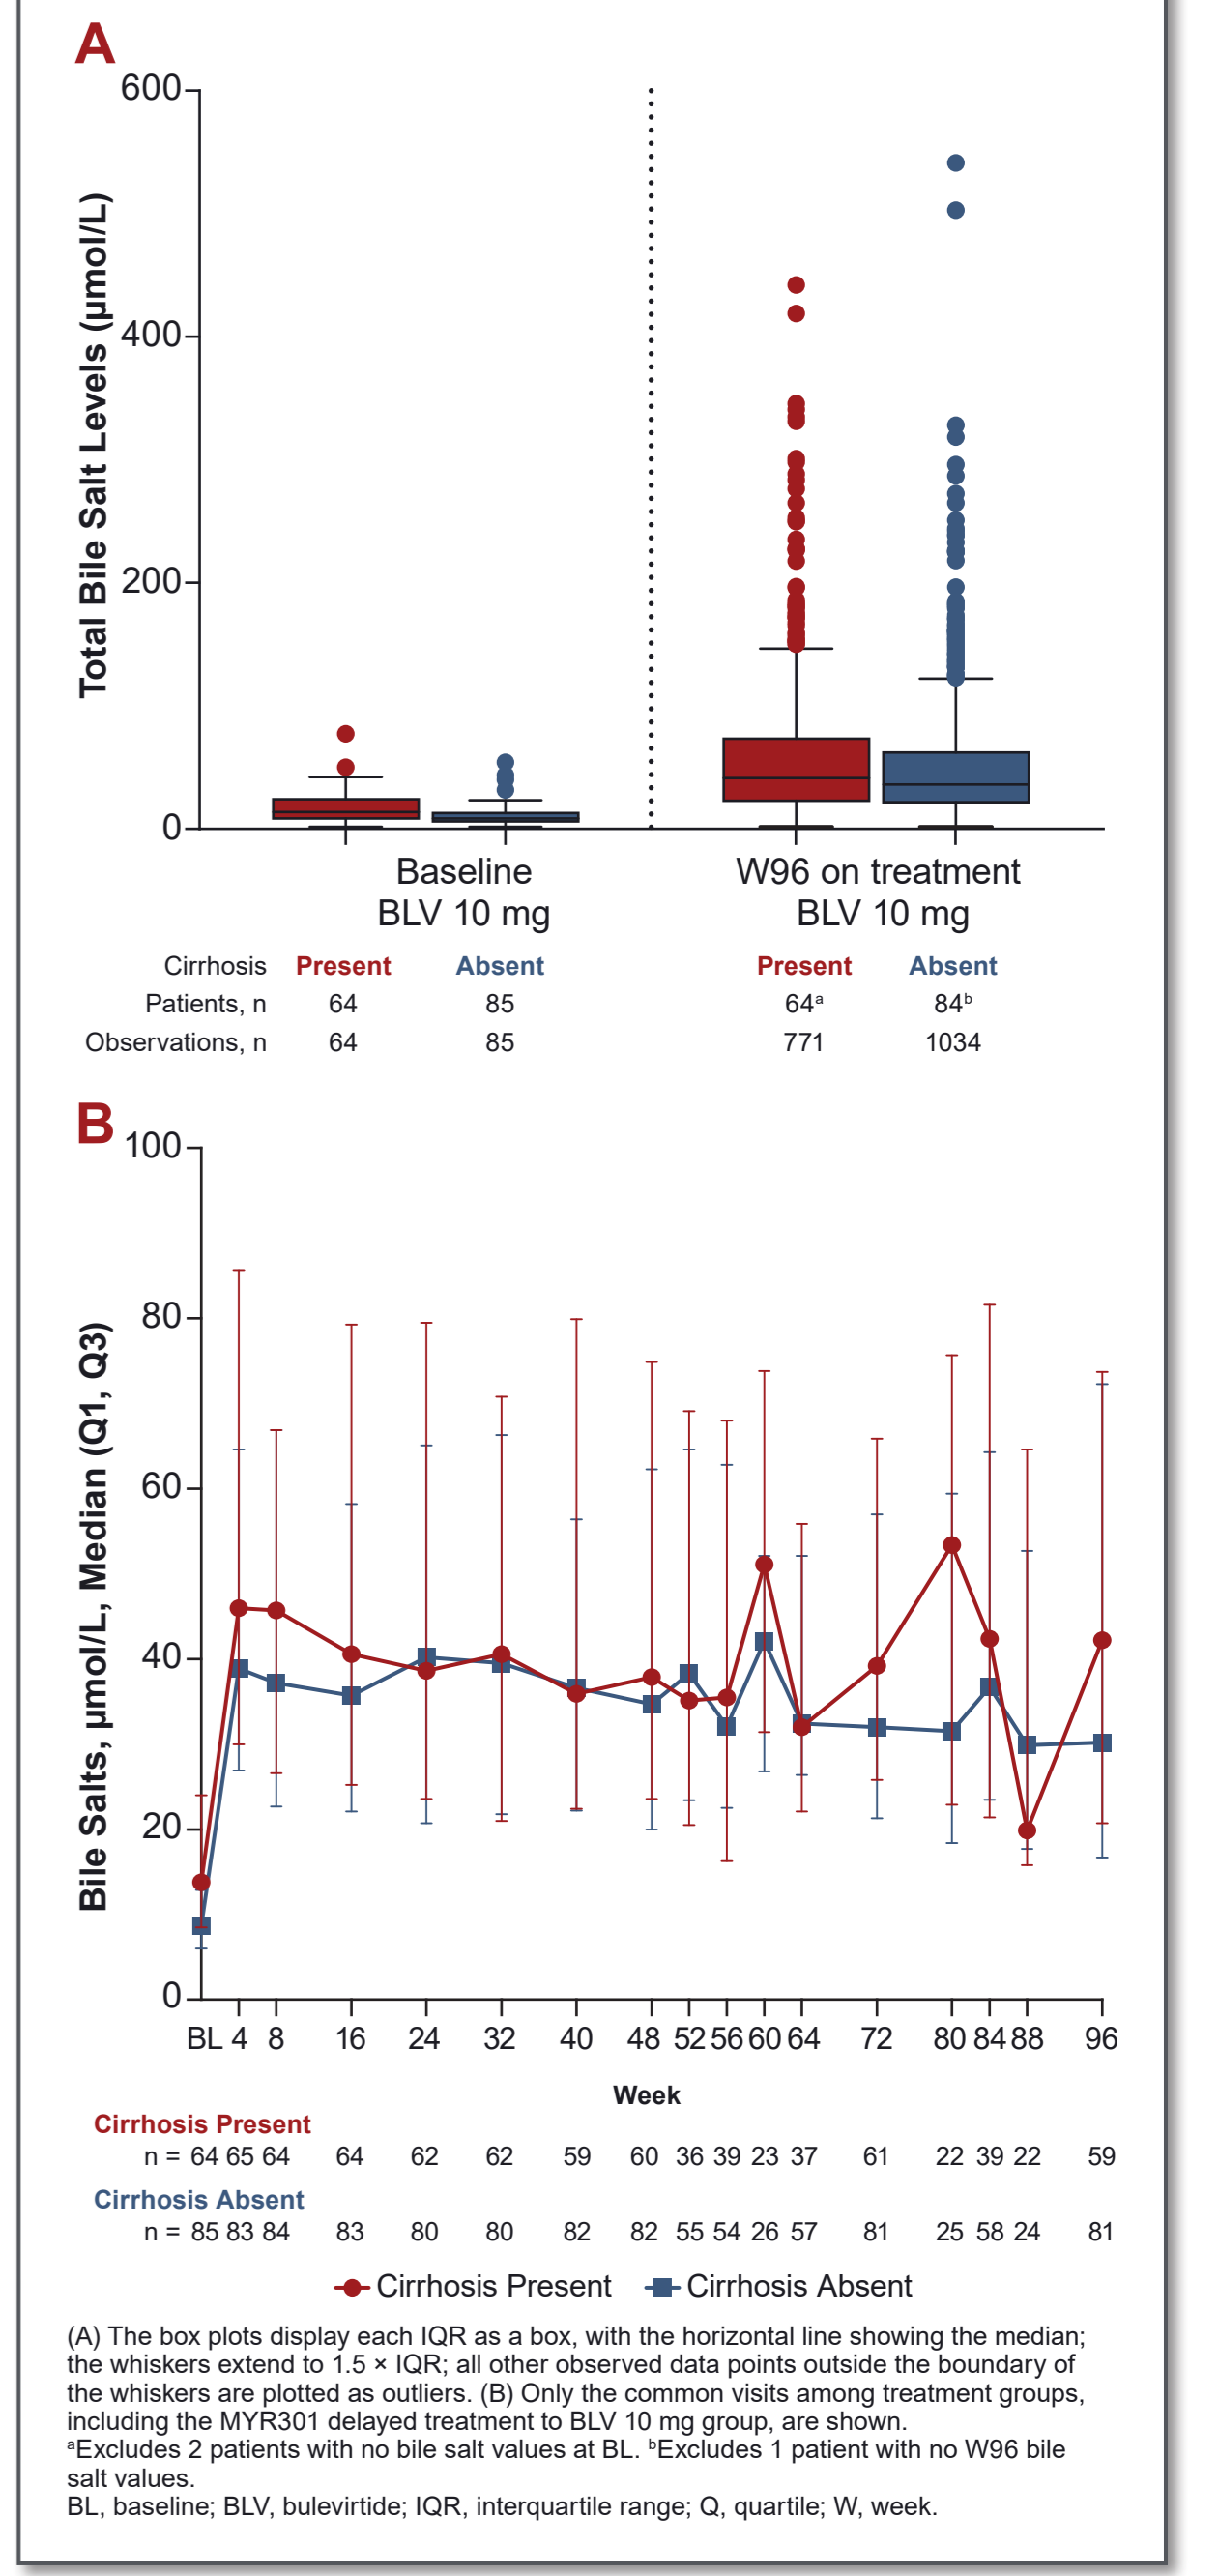 A
600
400
200
0
Total Bile Salt Levels (μmol/L)
Baseline
BLV 10 mg
W96 on treatment
BLV 10 mg
Cirrhosis Present Absent Present Absent
Patients, n 64 85 64ᵃ 84ᵇ
Observations, n 64 85 771 1034
B
100
80
60
40
20
0
Bile Salts, μmol/L, Median (Q1, Q3)
BL 4 8 16 24 32 40 48 52 56 60 64 72 80 84 88 96
Week
Cirrhosis Present
n = 64 65 64 64 62 62 59 60 36 39 23 37 61 22 39 22 59
Cirrhosis Absent
n = 85 83 84 83 80 80 82 82 55 54 26 57 81 25 58 24 81
Cirrhosis Present Cirrhosis Absent
(A) The box plots display each IQR as a box, with the horizontal line showing the median;
the whiskers extend to 1.5 × IQR; all other observed data points outside the boundary of
the whiskers are plotted as outliers. (B) Only the common visits among treatment groups,
including the MYR301 delayed treatment to BLV 10 mg group, are shown.
ᵃExcludes 2 patients with no bile salt values at BL. ᵇExcludes 1 patient with no W96 bile
salt values.
BL, baseline; BLV, bulevirtide; IQR, interquartile range; Q, quartile; W, week.